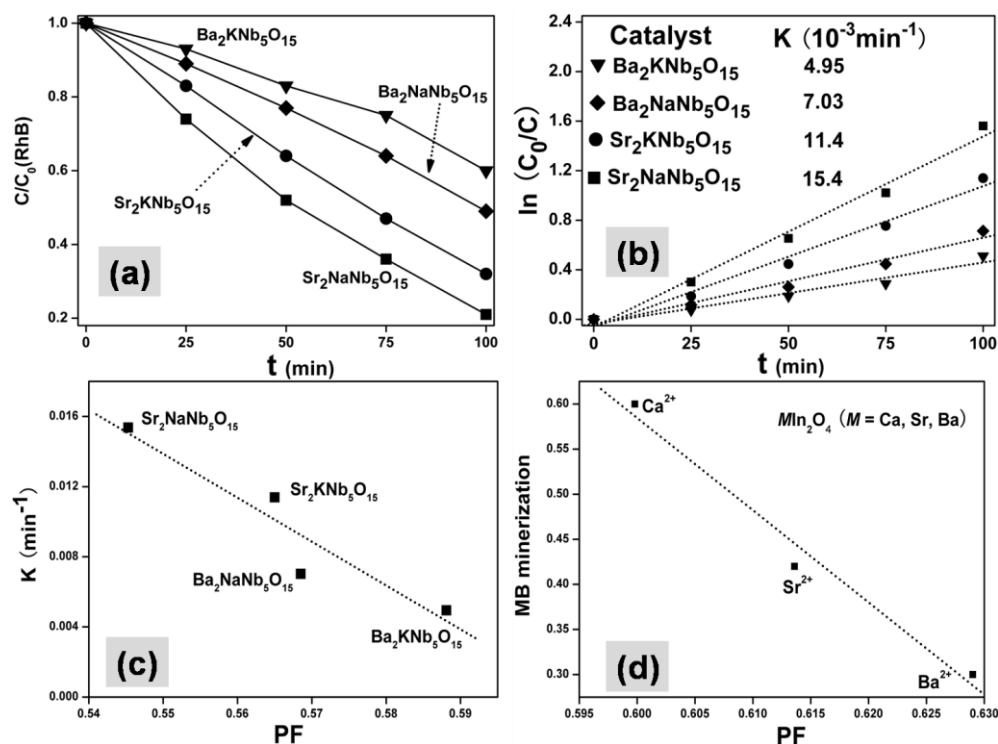 1.0
0.8
0.6
0.4
0.2
C/C₀(RhB)
Ba₂KNb₅O₁₅
Ba₂NaNb₅O₁₅
Sr₂KNb₅O₁₅
Sr₂NaNb₅O₁₅
(a)
0 25 50 75 100
t (min)
2.4
2.0
1.6
1.2
0.8
0.4
0.0
ln (C₀/C)
Catalyst K (10⁻³min⁻¹)
Ba₂KNb₅O₁₅ 4.95
Ba₂NaNb₅O₁₅ 7.03
Sr₂KNb₅O₁₅ 11.4
Sr₂NaNb₅O₁₅ 15.4
(b)
0 25 50 75 100
t (min)
0.016
0.012
0.008
0.004
0.000
K (min⁻¹)
Sr₂NaNb₅O₁₅
Sr₂KNb₅O₁₅
Ba₂NaNb₅O₁₅
Ba₂KNb₅O₁₅
(c)
0.54 0.55 0.56 0.57 0.58 0.59
PF
0.60
0.55
0.50
0.45
0.40
0.35
0.30
MB minerization
Ca²⁺
MIn₂O₄ (M = Ca, Sr, Ba)
Sr²⁺
Ba²⁺
(d)
0.595 0.600 0.605 0.610 0.615 0.620 0.625 0.630
PF